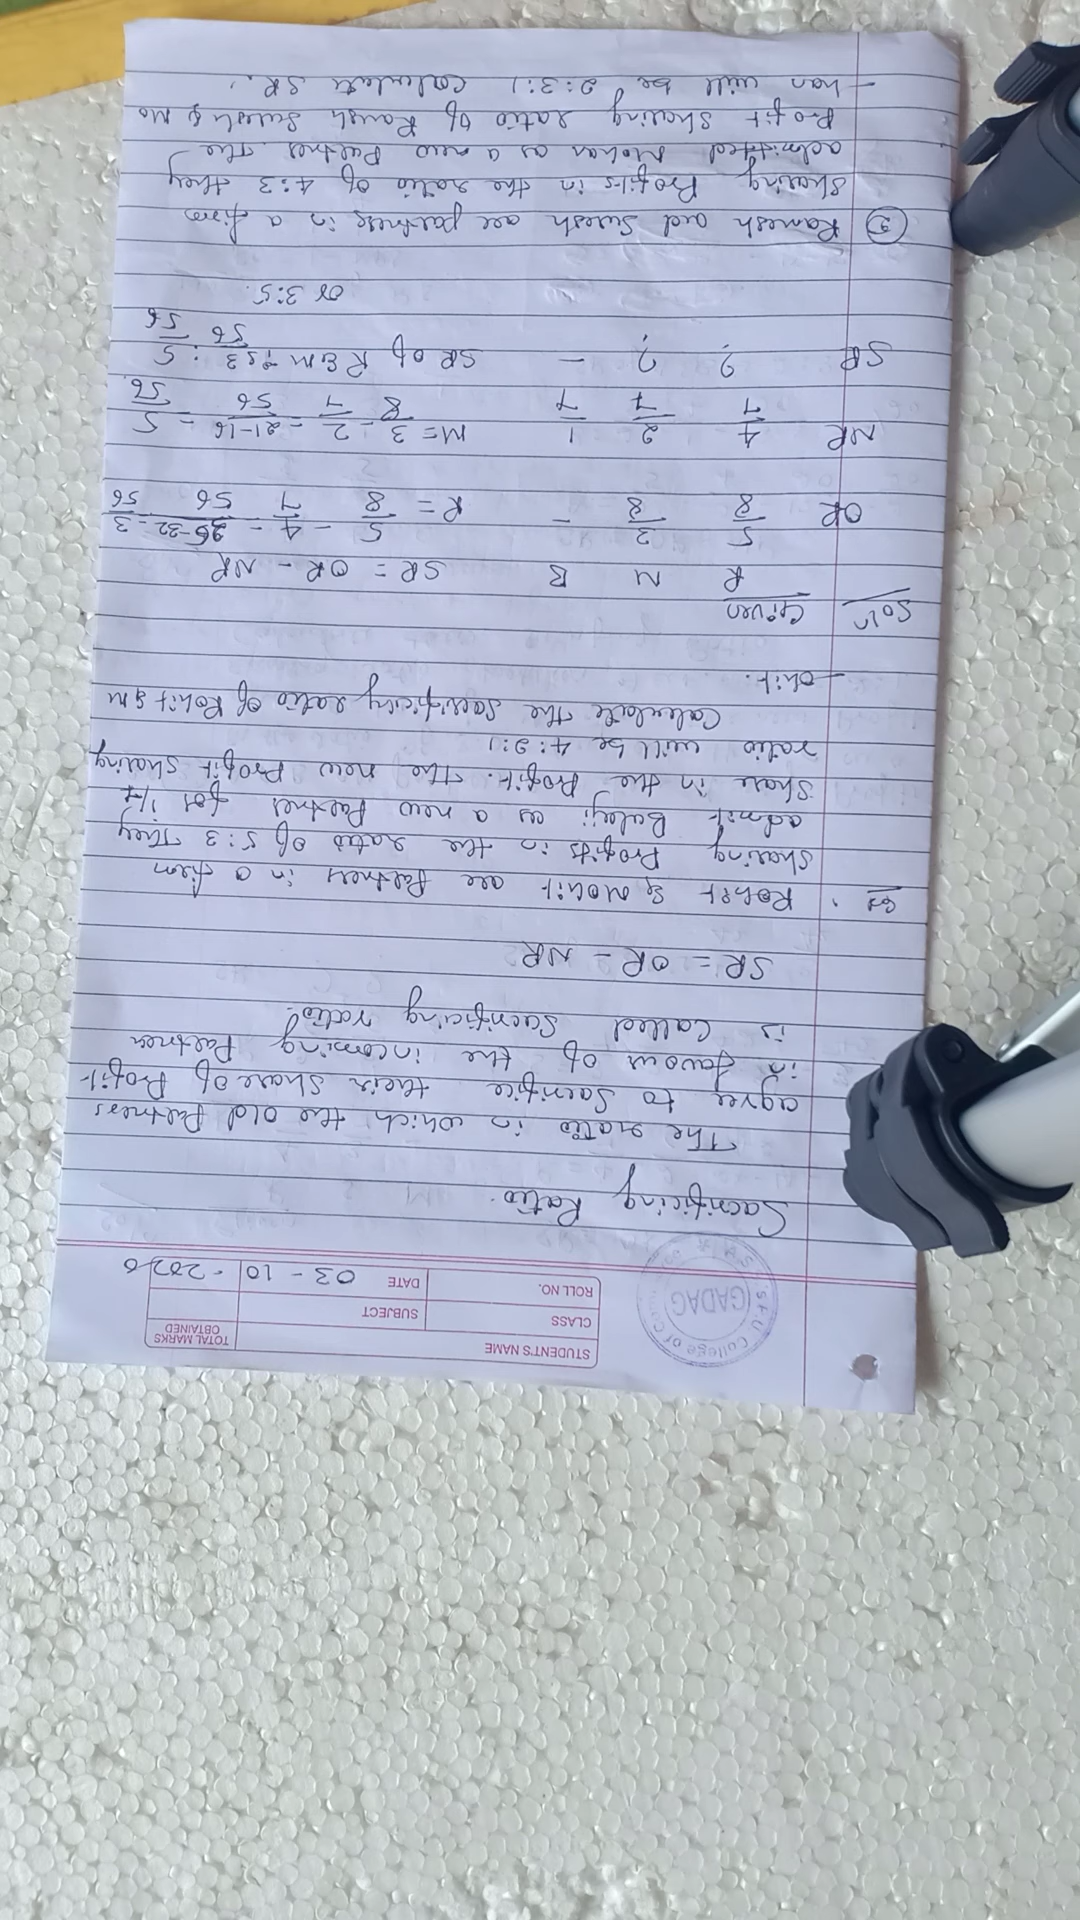 STUDENT'S NAME
TOTAL MARKS OBTAINED
CLASS
SUBJECT
ROLL NO.
DATE 03-10-2020
GADAG
Sacrificing Ratio.
The ratio in which the old Partners
agree to Sacrifice their share of Profit
in favour of the incoming Partner
is called Sacrificing ratio.
SR = OR - NR
Rohit & Mohit are Partners in a firm
sharing Profits in the ratio of 5:3 They
admit Balaji as a new Partner for 1/7
share in the Profit. The new Profit sharing
ratio will be 4:2:1
Calculate the Sacrificing ratio of Rohit & M
-ohit.
Soln Given
R M B SR = OR - NR
OR 5/8 3/8 - R = 5/8 - 4/7 = 35-32/56 = 3/56
NR 4/7 2/7 1/7 M = 3/8 - 2/7 = 21-16/56 = 5/56
SR ? ? - SR of R & M is 3/56 : 5/56
or 3:5.
Ramesh and Suresh are partners in a firm
Sharing Profits in the ratio of 4:3 they
admitted Mohan as a new Partner. The
Profit Sharing ratio of Ramesh Suresh & Mo
-han will be 2:3:1 Calculate SR.